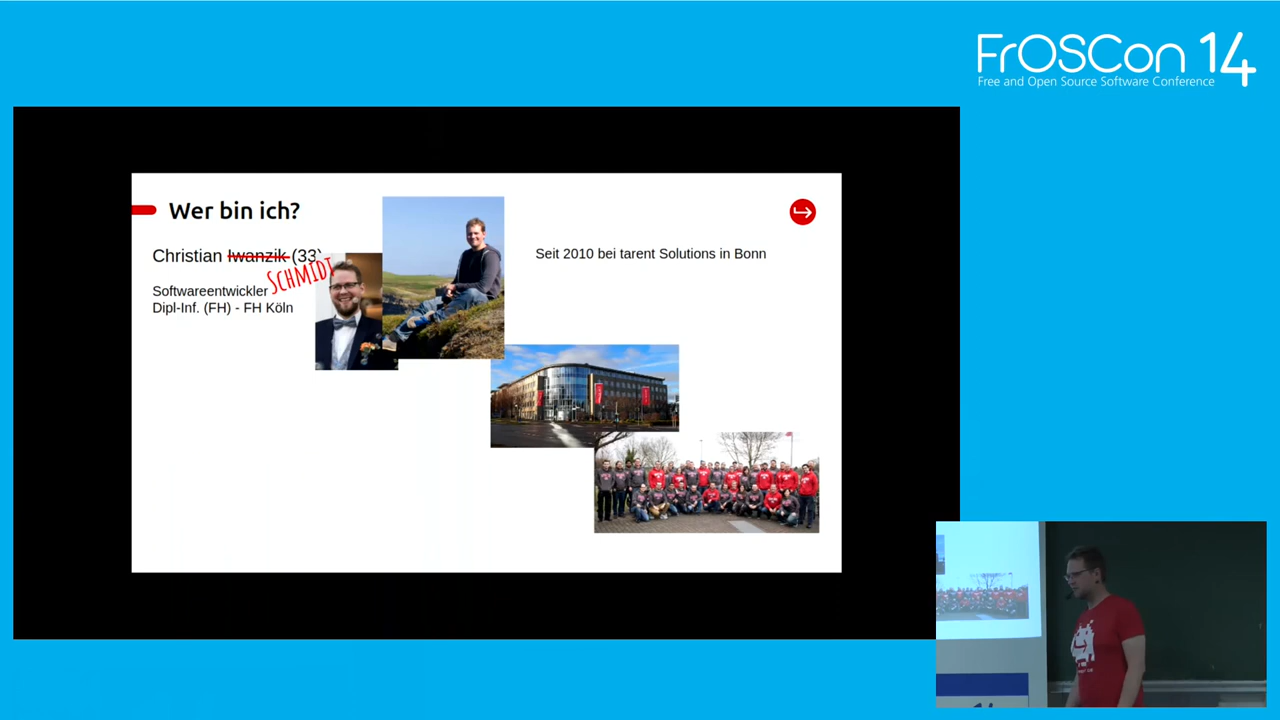 FrOSCon 14
Free and Open Source Software Conference
Wer bin ich?
Christian Iwanzik (33)
SCHMIDT
Softwareentwickler
Dipl-Inf. (FH) - FH Köln
Seit 2010 bei tarent Solutions in Bonn